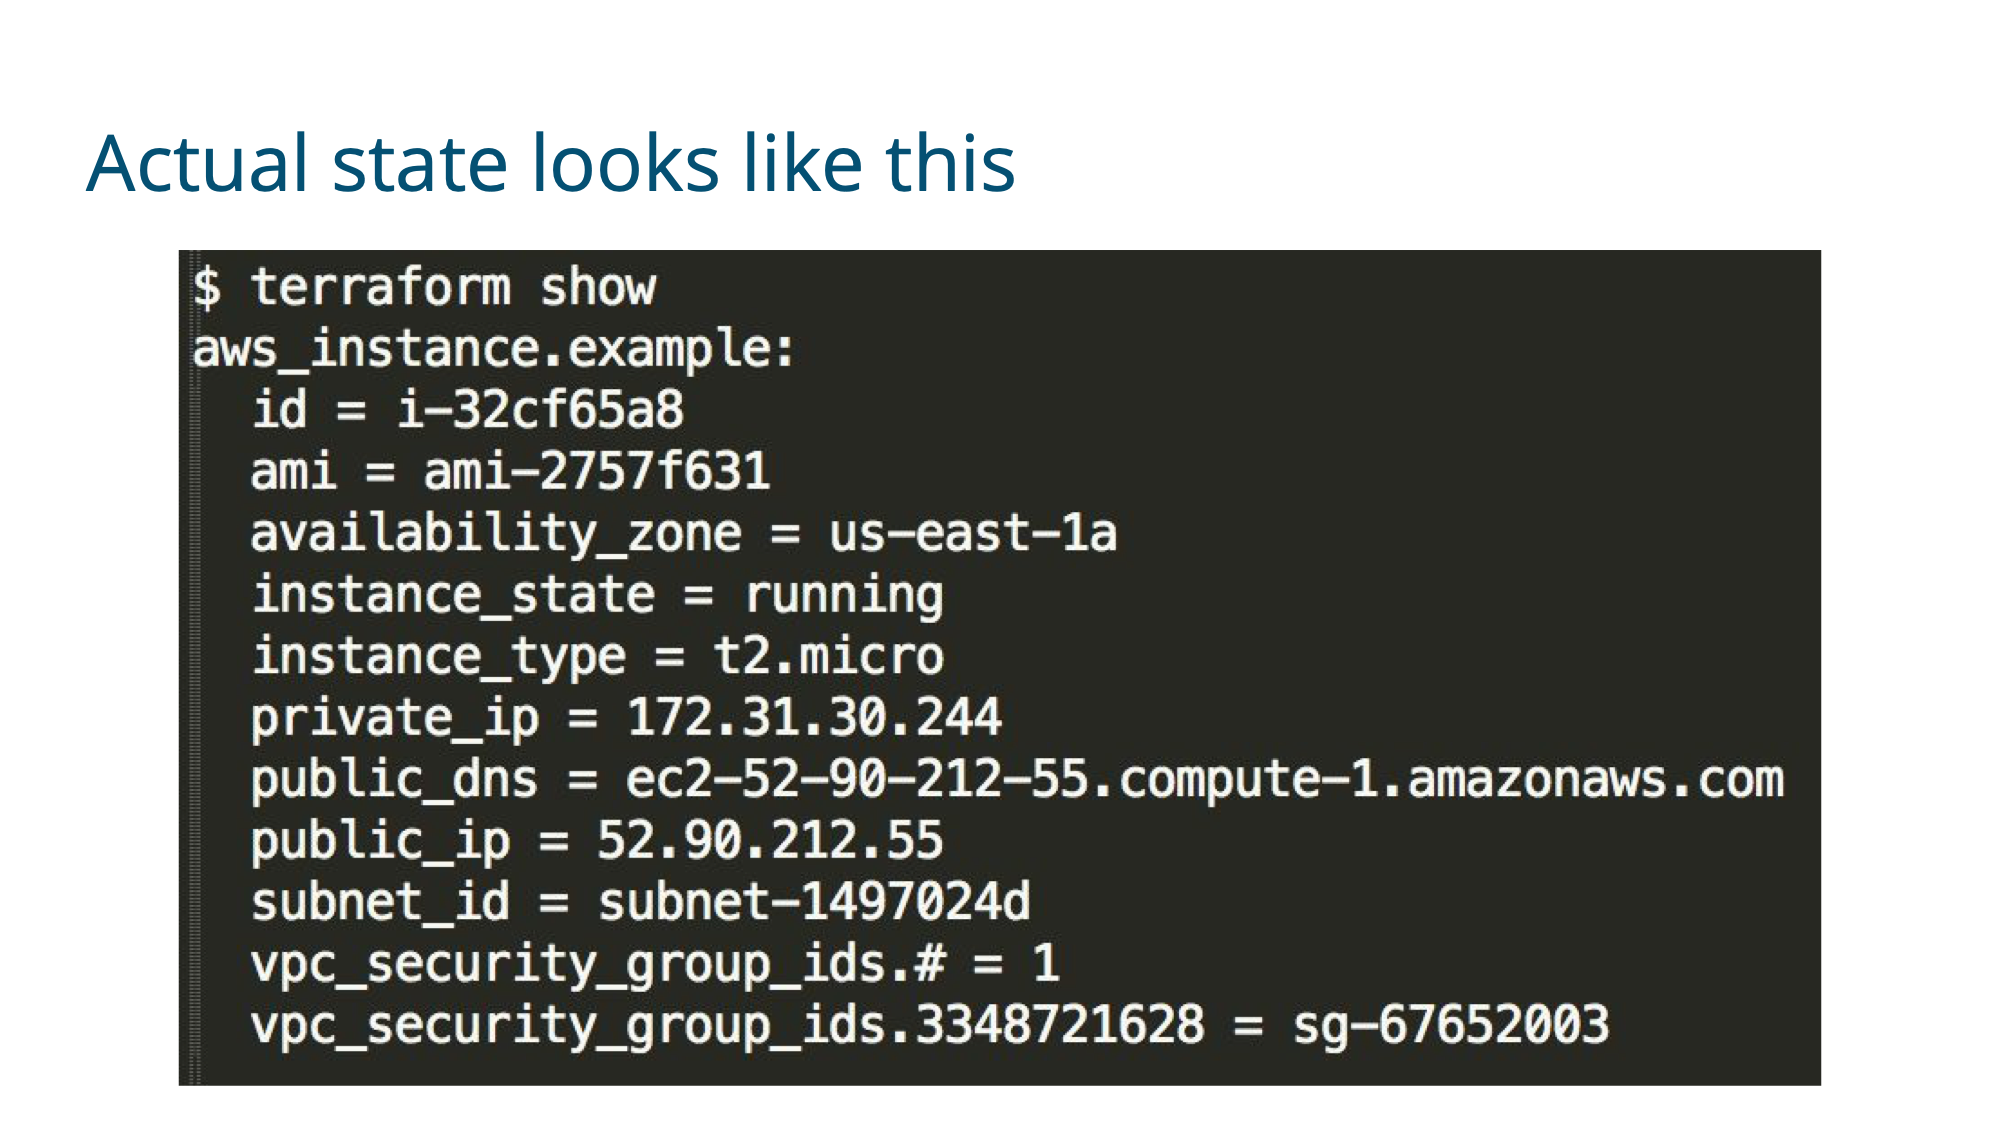 Actual state looks like this
$ terraform show
aws_instance.example:
  id = i-32cf65a8
  ami = ami-2757f631
  availability_zone = us-east-1a
  instance_state = running
  instance_type = t2.micro
  private_ip = 172.31.30.244
  public_dns = ec2-52-90-212-55.compute-1.amazonaws.com
  public_ip = 52.90.212.55
  subnet_id = subnet-1497024d
  vpc_security_group_ids.# = 1
  vpc_security_group_ids.3348721628 = sg-67652003